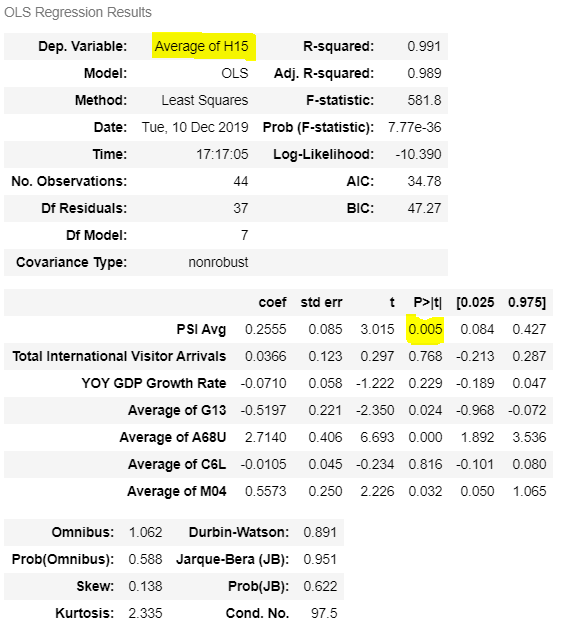 OLS Regression Results
Dep. Variable: Average of H15 R-squared: 0.991
Model: OLS Adj. R-squared: 0.989
Method: Least Squares F-statistic: 581.8
Date: Tue, 10 Dec 2019 Prob (F-statistic): 7.77e-36
Time: 17:17:05 Log-Likelihood: -10.390
No. Observations: 44 AIC: 34.78
Df Residuals: 37 BIC: 47.27
Df Model: 7
Covariance Type: nonrobust
coef std err t P>|t| [0.025 0.975]
PSI Avg 0.2555 0.085 3.015 0.005 0.084 0.427
Total International Visitor Arrivals 0.0366 0.123 0.297 0.768 -0.213 0.287
YOY GDP Growth Rate -0.0710 0.058 -1.222 0.229 -0.189 0.047
Average of G13 -0.5197 0.221 -2.350 0.024 -0.968 -0.072
Average of A68U 2.7140 0.406 6.693 0.000 1.892 3.536
Average of C6L -0.0105 0.045 -0.234 0.816 -0.101 0.080
Average of M04 0.5573 0.250 2.226 0.032 0.050 1.065
Omnibus: 1.062 Durbin-Watson: 0.891
Prob(Omnibus): 0.588 Jarque-Bera (JB): 0.951
Skew: 0.138 Prob(JB): 0.622
Kurtosis: 2.335 Cond. No. 97.5